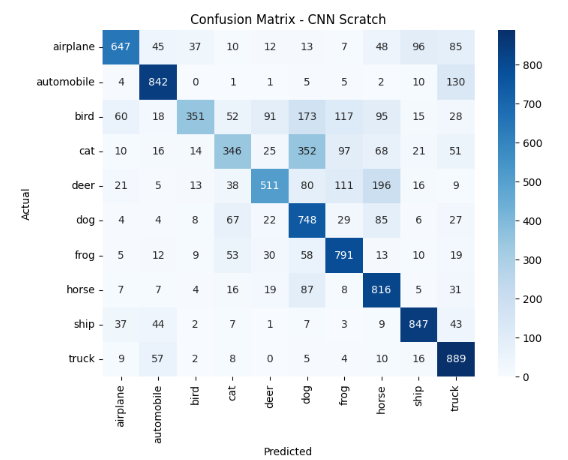 Confusion Matrix - CNN Scratch
airplane 647 45 37 10 12 13 7 48 96 85
automobile 4 842 0 1 1 5 5 2 10 130
bird 60 18 351 52 91 173 117 95 15 28
cat 10 16 14 346 25 352 97 68 21 51
deer 21 5 13 38 511 80 111 196 16 9
dog 4 4 8 67 22 748 29 85 6 27
frog 5 12 9 53 30 58 791 13 10 19
horse 7 7 4 16 19 87 8 816 5 31
ship 37 44 2 7 1 7 3 9 847 43
truck 9 57 2 8 0 5 4 10 16 889
airplane automobile bird cat deer dog frog horse ship truck
Predicted
Actual
800
700
600
500
400
300
200
100
0